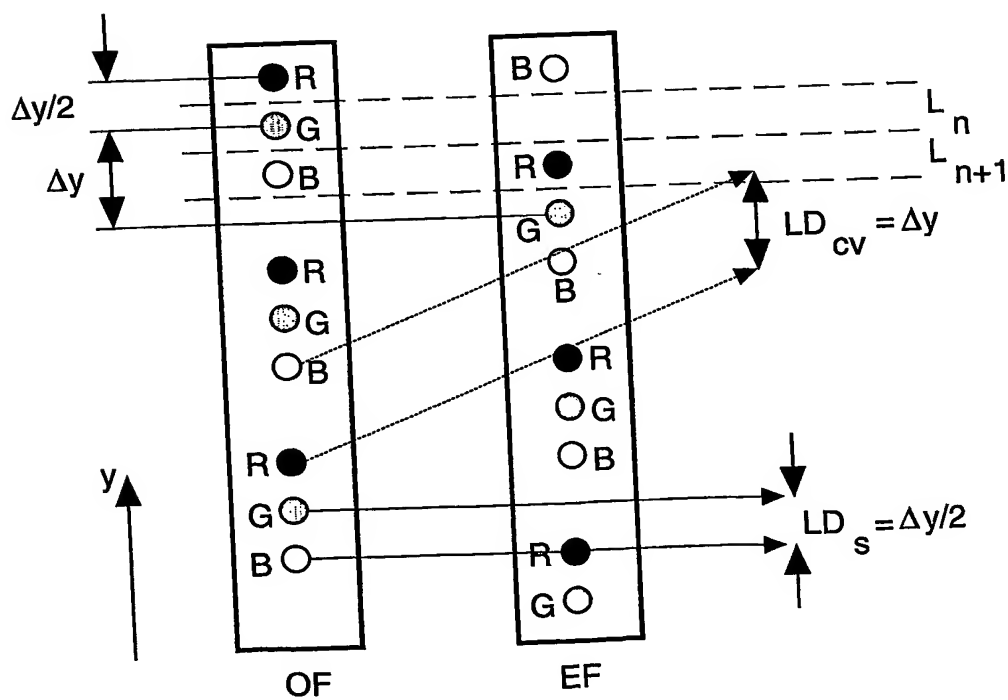 R
B
Δy/2
G
L n
Δy
B
R
L n+1
G
LD cv = Δy
R
B
G
B
R
G
R
B
y
G
LD s = Δy/2
B
R
G
OF
EF